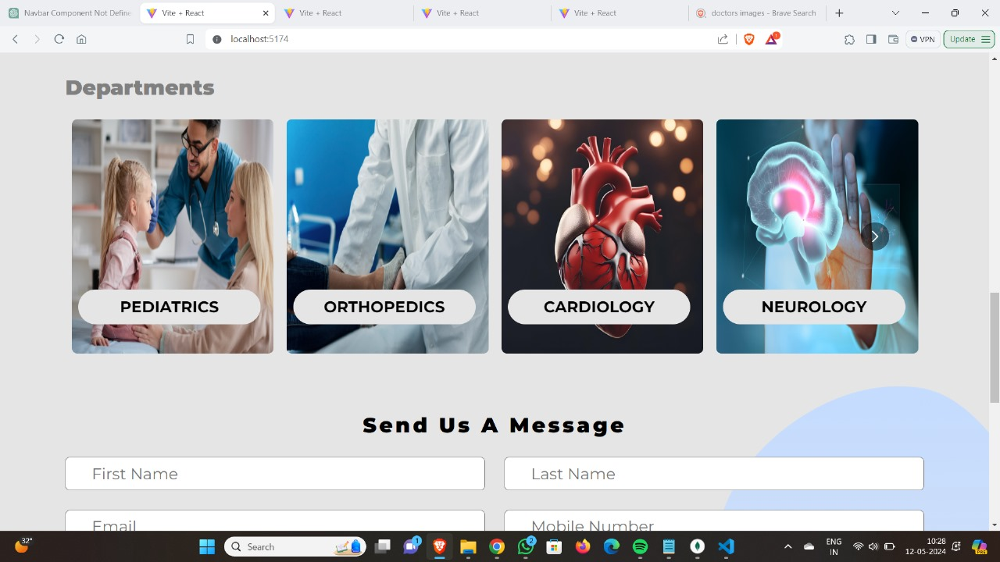 Navbar Component Not Define
Vite + React
Vite + React
Vite + React
Vite + React
doctors images - Brave Search
localhost:5174
VPN
Update
Departments
PEDIATRICS
ORTHOPEDICS
CARDIOLOGY
NEUROLOGY
Send Us A Message
First Name
Last Name
Email
Mobile Number
32°
Search
1
2
ENG
IN
10:28
12-05-2024
PRE